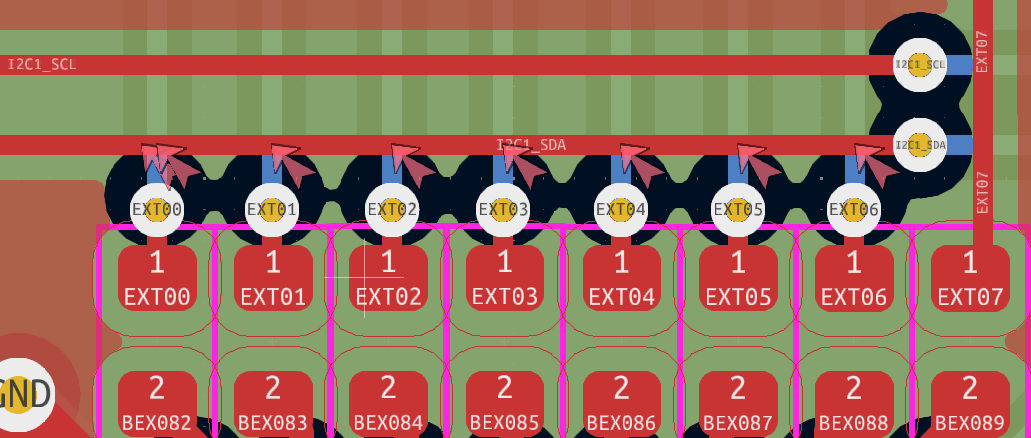 EXT07
I2C1_SCL
I2C1_SCL
I2C1_SDA
I2C1_SDA
EXT07
EXT00 EXT01 EXT02 EXT03 EXT04 EXT05 EXT06
1 1 1 1 1 1 1 1
EXT00 EXT01 EXT02 EXT03 EXT04 EXT05 EXT06 EXT07
GND
2 2 2 2 2 2 2 2
BEX082 BEX083 BEX084 BEX085 BEX086 BEX087 BEX088 BEX089